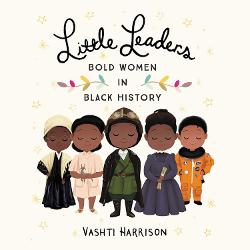 Little Leaders
BOLD WOMEN
IN
BLACK HISTORY
VASHTI HARRISON